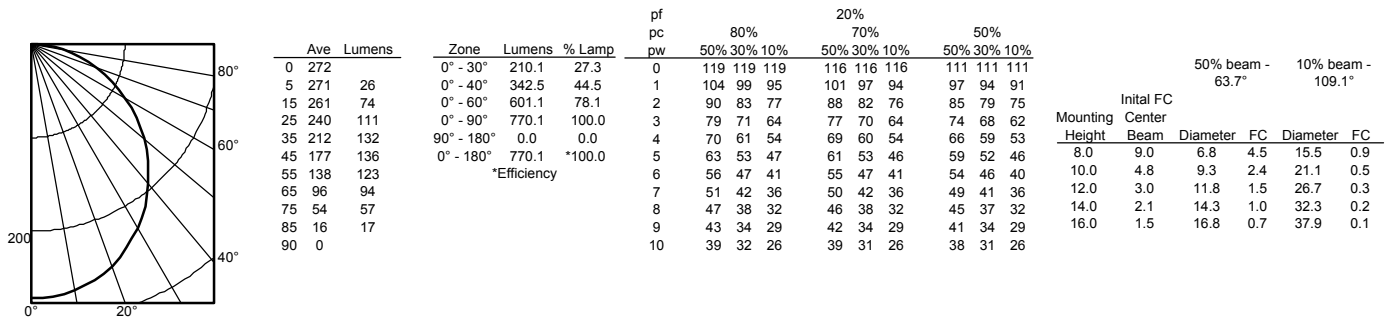 80°
60°
40°
20°
0°
200
Ave Lumens
0 272
5 271 26
15 261 74
25 240 111
35 212 132
45 177 136
55 138 123
65 96 94
75 54 57
85 16 17
90 0
Zone Lumens % Lamp
0° - 30° 210.1 27.3
0° - 40° 342.5 44.5
0° - 60° 601.1 78.1
0° - 90° 770.1 100.0
90° - 180° 0.0 0.0
0° - 180° 770.1 *100.0
*Efficiency
pf 20%
pc 80% 70% 50%
pw 50% 30% 10% 50% 30% 10% 50% 30% 10%
0 119 119 119 116 116 116 111 111 111
1 104 99 95 101 97 94 97 94 91
2 90 83 77 88 82 76 85 79 75
3 79 71 64 77 70 64 74 68 62
4 70 61 54 69 60 54 66 59 53
5 63 53 47 61 53 46 59 52 46
6 56 47 41 55 47 41 54 46 40
7 51 42 36 50 42 36 49 41 36
8 47 38 32 46 38 32 45 37 32
9 43 34 29 42 34 29 41 34 29
10 39 32 26 39 31 26 38 31 26
50% beam - 10% beam -
63.7° 109.1°
Inital FC
Mounting Center
Height Beam Diameter FC Diameter FC
8.0 9.0 6.8 4.5 15.5 0.9
10.0 4.8 9.3 2.4 21.1 0.5
12.0 3.0 11.8 1.5 26.7 0.3
14.0 2.1 14.3 1.0 32.3 0.2
16.0 1.5 16.8 0.7 37.9 0.1